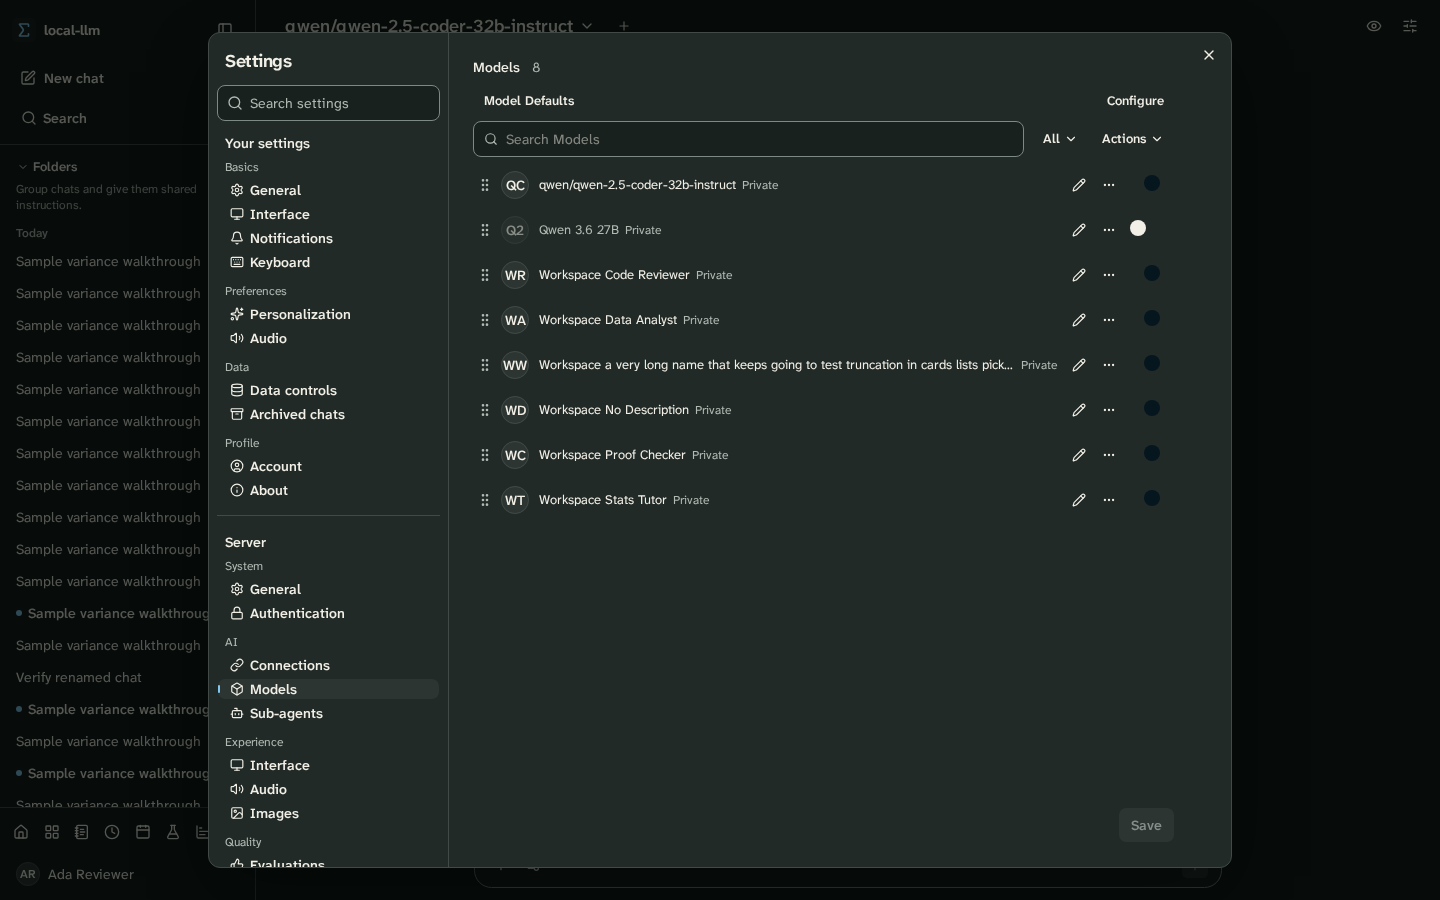 local-llm
New chat
Search
Folders
Group chats and give them shared
instructions.
Today
Sample variance walkthrough
Sample variance walkthrough
Sample variance walkthrough
Sample variance walkthrough
Sample variance walkthrough
Sample variance walkthrough
Sample variance walkthrough
Sample variance walkthrough
Sample variance walkthrough
Sample variance walkthrough
Sample variance walkthrough
Sample variance walkthroug
Sample variance walkthrough
Verify renamed chat
Sample variance walkthroug
Sample variance walkthrough
Sample variance walkthroug
Sample variance walkthrough
AR Ada Reviewer
qwen/qwen-2.5-coder-32b-instruct
Settings
Search settings
Your settings
Basics
General
Interface
Notifications
Keyboard
Preferences
Personalization
Audio
Data
Data controls
Archived chats
Profile
Account
About
Server
System
General
Authentication
AI
Connections
Models
Sub-agents
Experience
Interface
Audio
Images
Quality
Evaluations
Models 8
Model Defaults Configure
Search Models All Actions
QC qwen/qwen-2.5-coder-32b-instruct Private
Q2 Qwen 3.6 27B Private
WR Workspace Code Reviewer Private
WA Workspace Data Analyst Private
WW Workspace a very long name that keeps going to test truncation in cards lists pick... Private
WD Workspace No Description Private
WC Workspace Proof Checker Private
WT Workspace Stats Tutor Private
Save